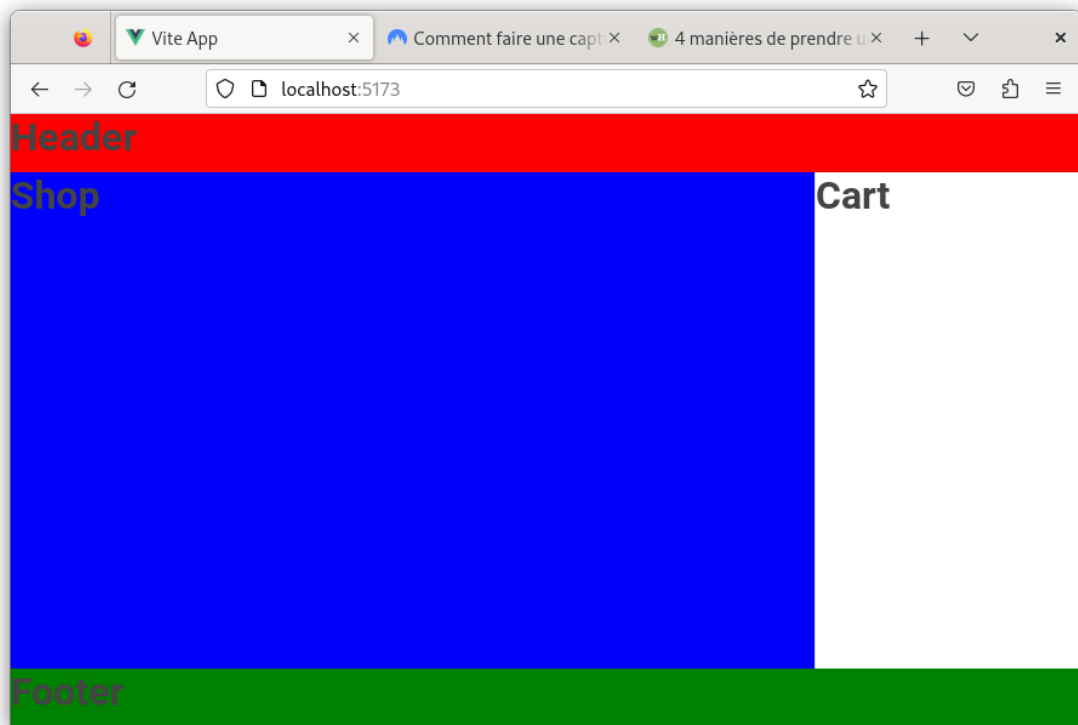 Vite App
Comment faire une capt
4 manières de prendre u
localhost:5173
Header
Shop
Cart
Footer